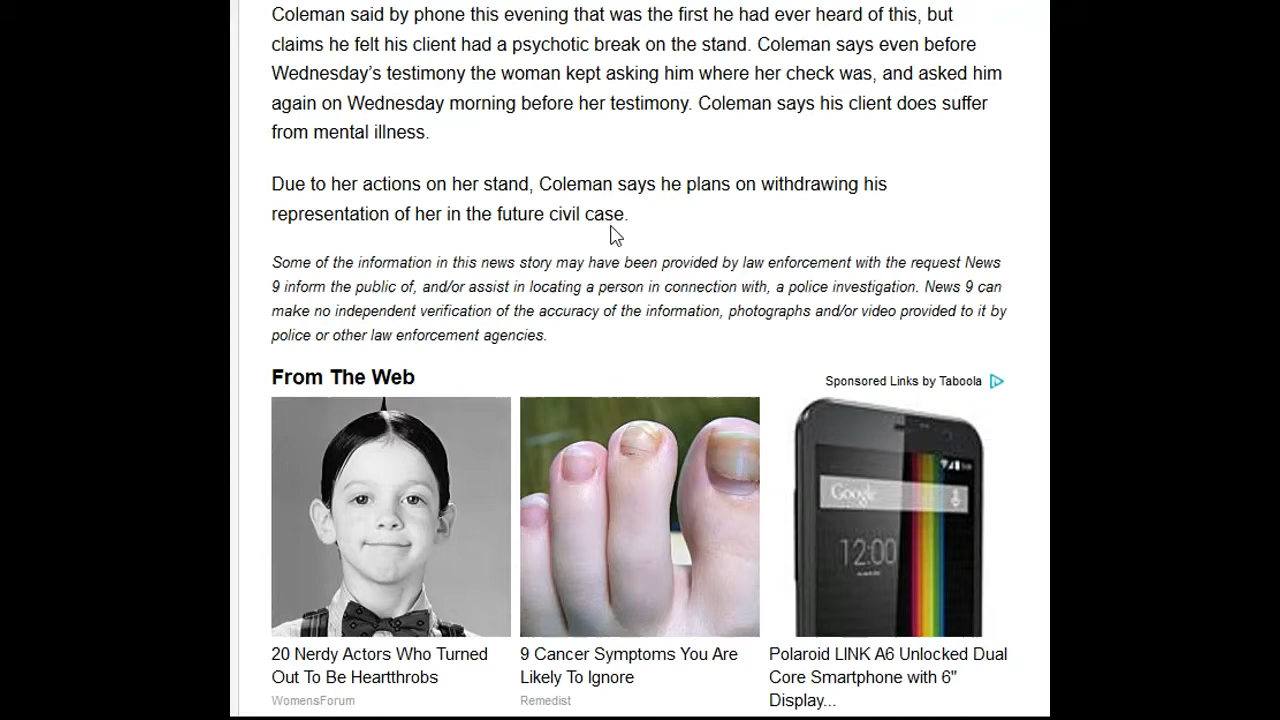 Coleman said by phone this evening that was the first he had ever heard of this, but
claims he felt his client had a psychotic break on the stand. Coleman says even before
Wednesday’s testimony the woman kept asking him where her check was, and asked him
again on Wednesday morning before her testimony. Coleman says his client does suffer
from mental illness.
Due to her actions on her stand, Coleman says he plans on withdrawing his
representation of her in the future civil case.
Some of the information in this news story may have been provided by law enforcement with the request News
9 inform the public of, and/or assist in locating a person in connection with, a police investigation. News 9 can
make no independent verification of the accuracy of the information, photographs and/or video provided to it by
police or other law enforcement agencies.
From The Web
Sponsored Links by Taboola
Google
12:00
20 Nerdy Actors Who Turned
Out To Be Heartthrobs
WomensForum
9 Cancer Symptoms You Are
Likely To Ignore
Remedist
Polaroid LINK A6 Unlocked Dual
Core Smartphone with 6"
Display...